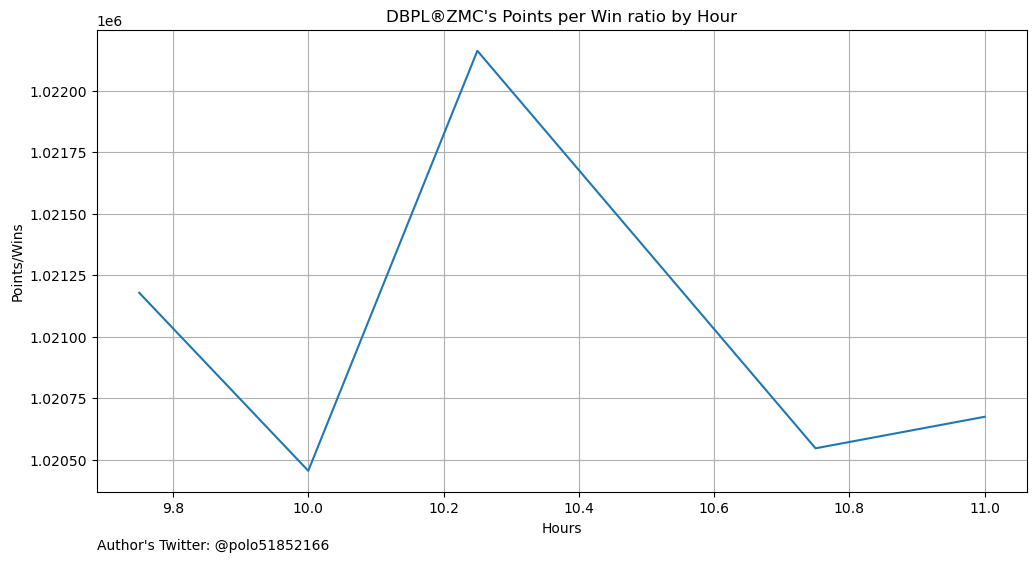 DBPL®ZMC's Points per Win ratio by Hour
1e6
1.02200
1.02175
1.02150
1.02125
1.02100
1.02075
1.02050
Points/Wins
9.8 10.0 10.2 10.4 10.6 10.8 11.0
Hours
Author's Twitter: @polo51852166